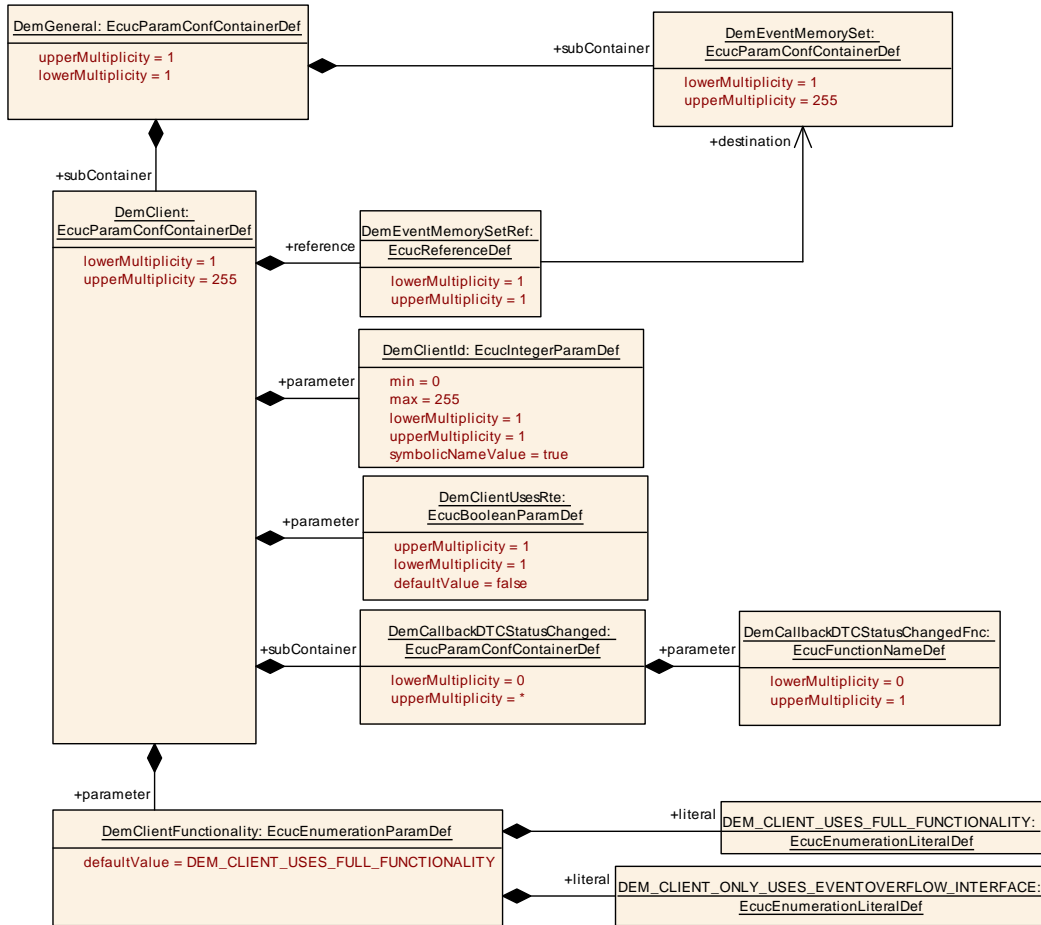 DemGeneral: EcucParamConfContainerDef
upperMultiplicity = 1
lowerMultiplicity = 1
+subContainer
DemEventMemorySet:
EcucParamConfContainerDef
lowerMultiplicity = 1
upperMultiplicity = 255
+destination
+subContainer
DemClient:
EcucParamConfContainerDef
lowerMultiplicity = 1
upperMultiplicity = 255
+reference
DemEventMemorySetRef:
EcucReferenceDef
lowerMultiplicity = 1
upperMultiplicity = 1
+parameter
DemClientId: EcucIntegerParamDef
min = 0
max = 255
lowerMultiplicity = 1
upperMultiplicity = 1
symbolicNameValue = true
+parameter
DemClientUsesRte:
EcucBooleanParamDef
upperMultiplicity = 1
lowerMultiplicity = 1
defaultValue = false
+subContainer
DemCallbackDTCStatusChanged:
EcucParamConfContainerDef
lowerMultiplicity = 0
upperMultiplicity = *
+parameter
DemCallbackDTCStatusChangedFnc:
EcucFunctionNameDef
lowerMultiplicity = 0
upperMultiplicity = 1
+parameter
DemClientFunctionality: EcucEnumerationParamDef
defaultValue = DEM_CLIENT_USES_FULL_FUNCTIONALITY
+literal
DEM_CLIENT_USES_FULL_FUNCTIONALITY:
EcucEnumerationLiteralDef
+literal
DEM_CLIENT_ONLY_USES_EVENTOVERFLOW_INTERFACE:
EcucEnumerationLiteralDef